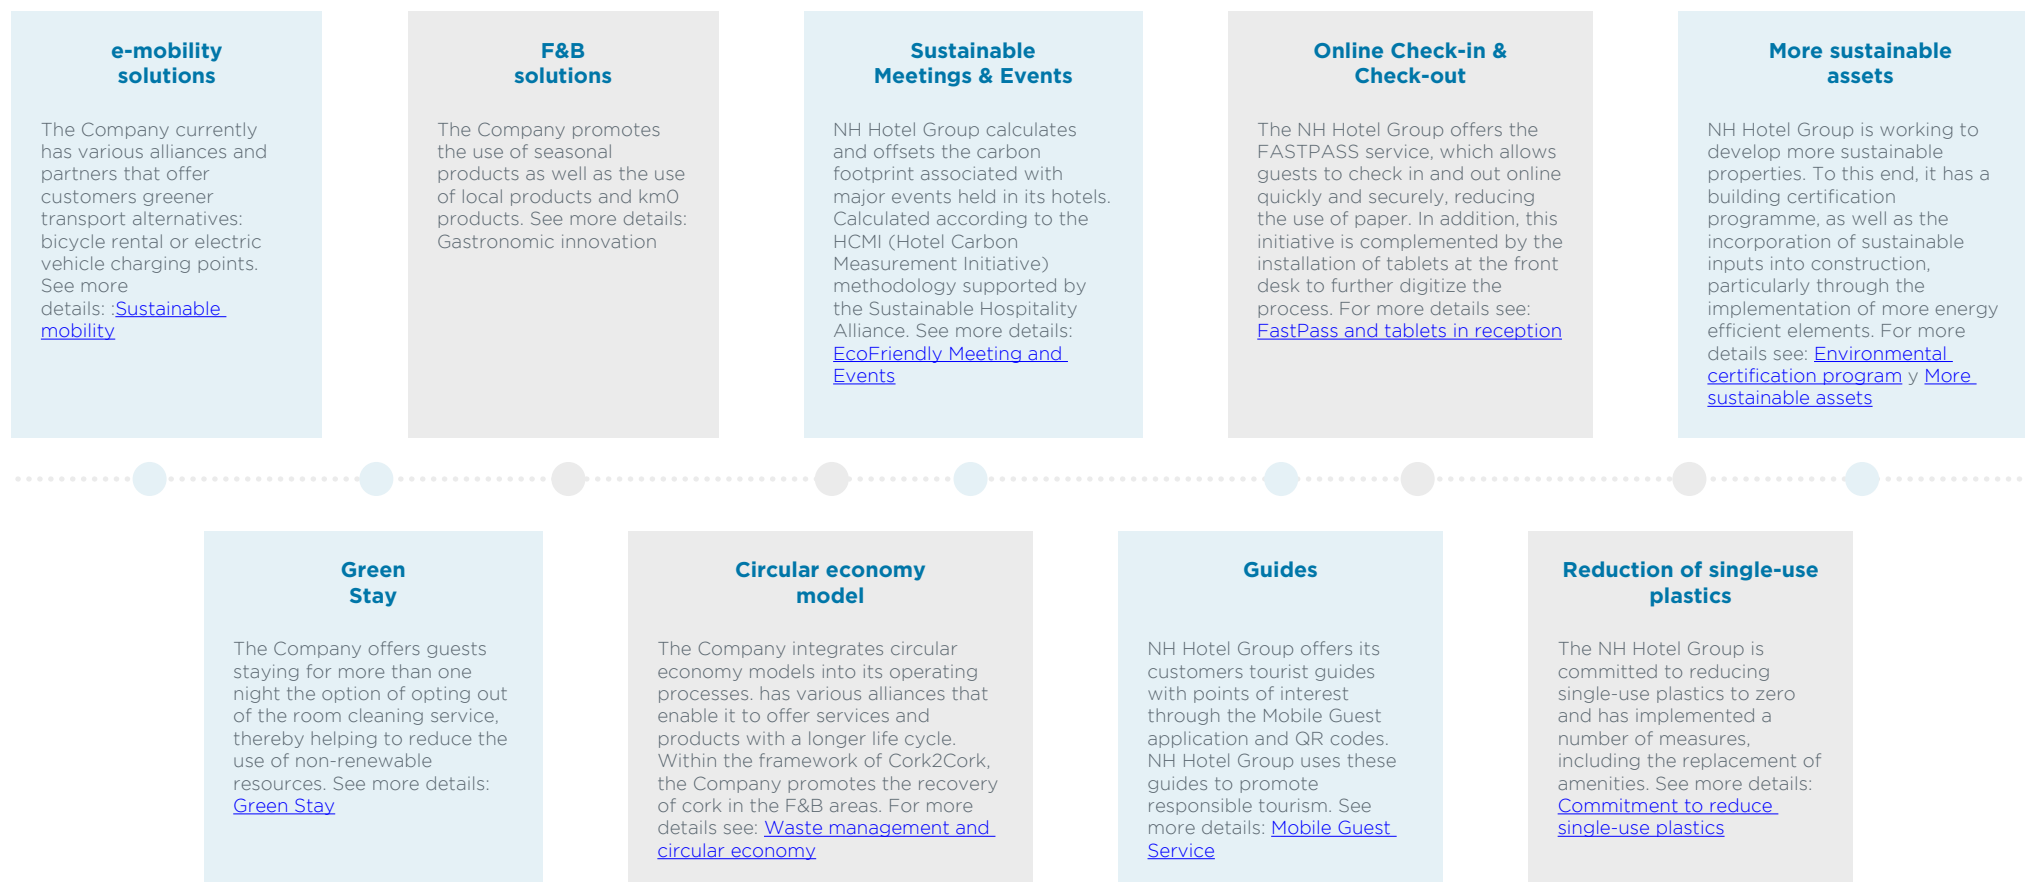 e-mobility
solutions
The Company currently
has various alliances and
partners that offer
customers greener
transport alternatives:
bicycle rental or electric
vehicle charging points.
See more
details: :Sustainable
mobility
F&B
solutions
The Company promotes
the use of seasonal
products as well as the use
of local products and km0
products. See more details:
Gastronomic innovation
Sustainable
Meetings & Events
NH Hotel Group calculates
and offsets the carbon
footprint associated with
major events held in its hotels.
Calculated according to the
HCMI (Hotel Carbon
Measurement Initiative)
methodology supported by
the Sustainable Hospitality
Alliance. See more details:
EcoFriendly Meeting and
Events
Online Check-in &
Check-out
The NH Hotel Group offers the
FASTPASS service, which allows
guests to check in and out online
quickly and securely, reducing
the use of paper. In addition, this
initiative is complemented by the
installation of tablets at the front
desk to further digitize the
process. For more details see:
FastPass and tablets in reception
More sustainable
assets
NH Hotel Group is working to
develop more sustainable
properties. To this end, it has a
building certification
programme, as well as the
incorporation of sustainable
inputs into construction,
particularly through the
implementation of more energy
efficient elements. For more
details see: Environmental
certification program y More
sustainable assets
Green
Stay
The Company offers guests
staying for more than one
night the option of opting out
of the room cleaning service,
thereby helping to reduce the
use of non-renewable
resources. See more details:
Green Stay
Circular economy
model
The Company integrates circular
economy models into its operating
processes. has various alliances that
enable it to offer services and
products with a longer life cycle.
Within the framework of Cork2Cork,
the Company promotes the recovery
of cork in the F&B areas. For more
details see: Waste management and
circular economy
Guides
NH Hotel Group offers its
customers tourist guides
with points of interest
through the Mobile Guest
application and QR codes.
NH Hotel Group uses these
guides to promote
responsible tourism. See
more details: Mobile Guest
Service
Reduction of single-use
plastics
The NH Hotel Group is
committed to reducing
single-use plastics to zero
and has implemented a
number of measures,
including the replacement of
amenities. See more details:
Commitment to reduce
single-use plastics